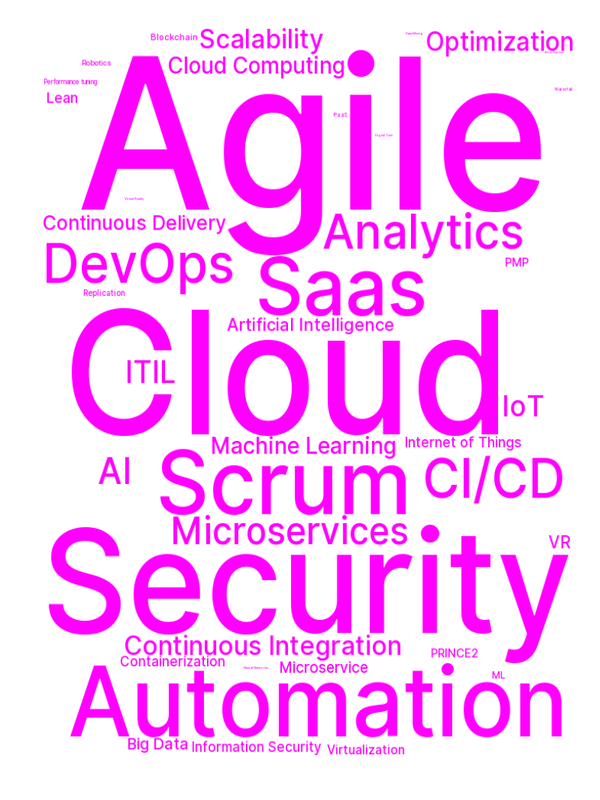 Blockchain
Scalability
Optimization
Cloud Computing
Robotics
Performance tuning
Lean
Agile
PaaS
Continuous Delivery
Analytics
DevOps
PMP
Saas
Replication
Cloud
Artificial Intelligence
ITIL
IoT
Machine Learning
Internet of Things
AI
Scrum
CI/CD
Microservices
VR
Security
Continuous Integration
PRINCE2
Containerization
Microservice
ML
Automation
Big Data
Information Security
Virtualization